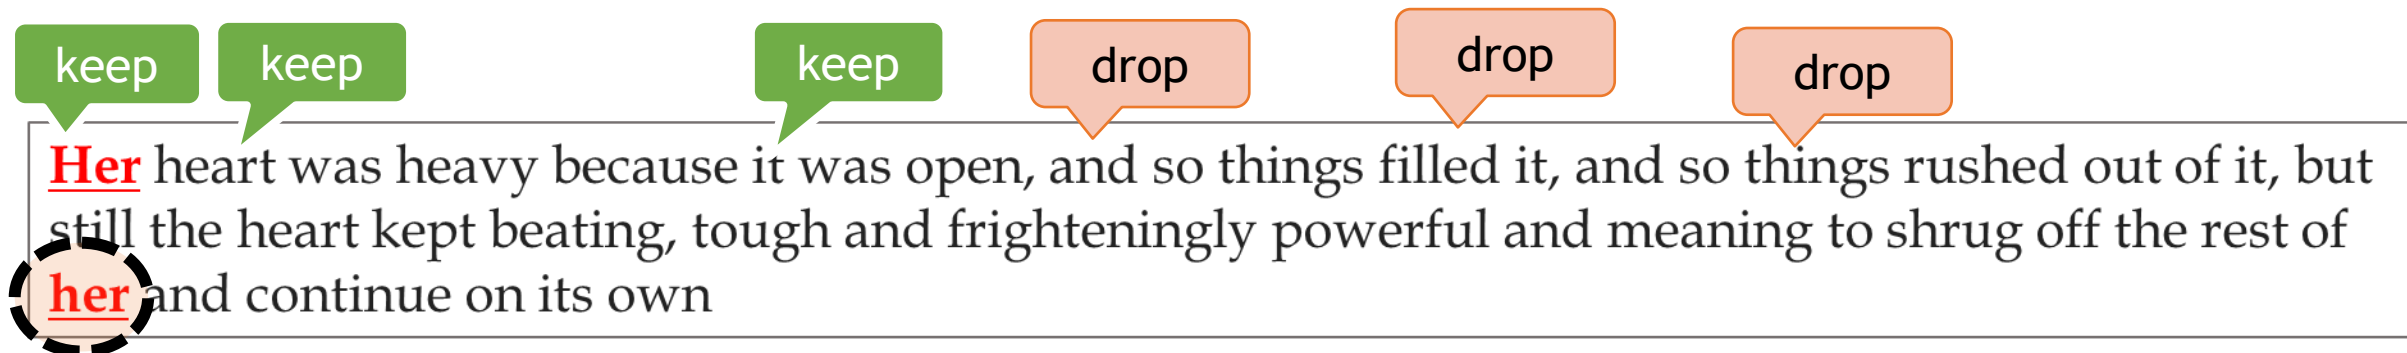 keep keep keep drop drop drop
Her heart was heavy because it was open, and so things filled it, and so things rushed out of it, but
still the heart kept beating, tough and frighteningly powerful and meaning to shrug off the rest of
her and continue on its own